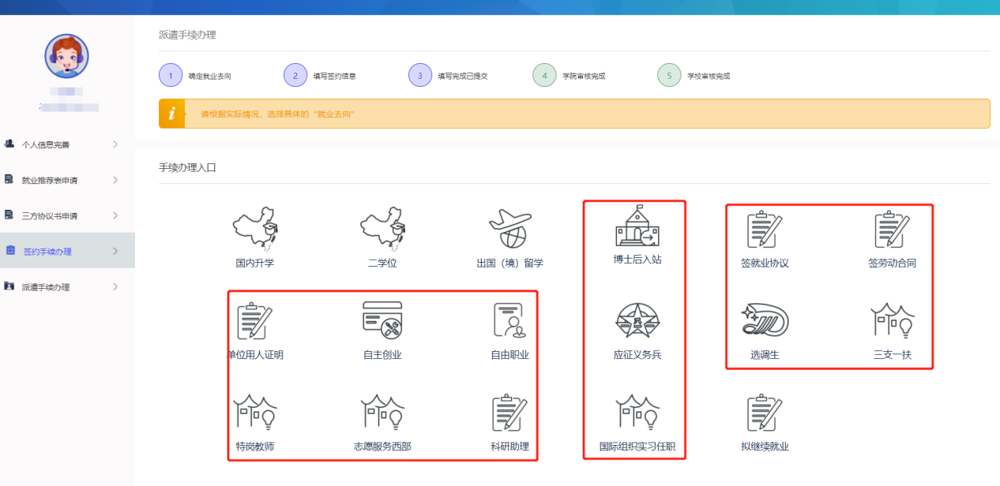 派遣手续办理
1 确定就业去向 2 填写签约信息 3 填写完成已提交 4 学院审核完成 5 学校审核完成
i 请根据实际情况，选择具体的“就业去向”
个人信息完善
就业推荐表申请
三方协议书申请
签约手续办理
派遣手续办理
手续办理入口
国内升学 二学位 出国（境）留学 博士后入站 签就业协议 签劳动合同
单位用人证明 自主创业 自由职业 应征义务兵 选调生 三支一扶
特岗教师 志愿服务西部 科研助理 国际组织实习任职 拟继续就业